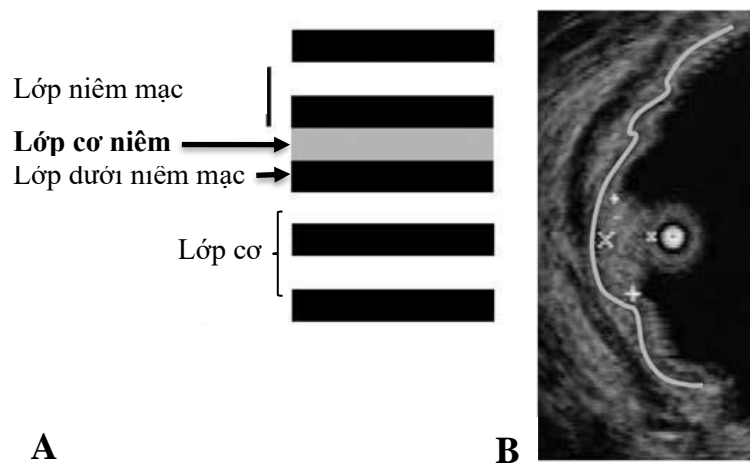 Lớp niêm mạc
Lớp cơ niêm
Lớp dưới niêm mạc
Lớp cơ
A
B